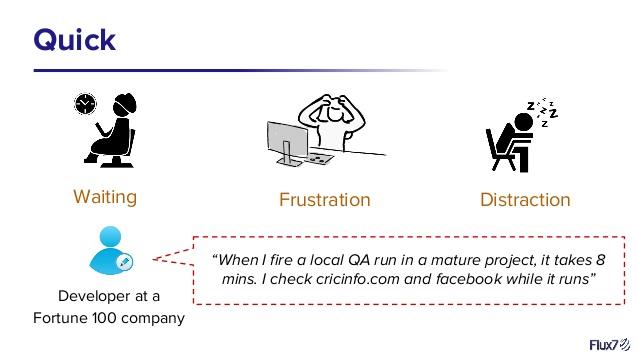 Quick
z z z z z
Waiting
Frustration
Distraction
“When I fire a local QA run in a mature project, it takes 8
mins. I check cricinfo.com and facebook while it runs”
Developer at a
Fortune 100 company
Flux7